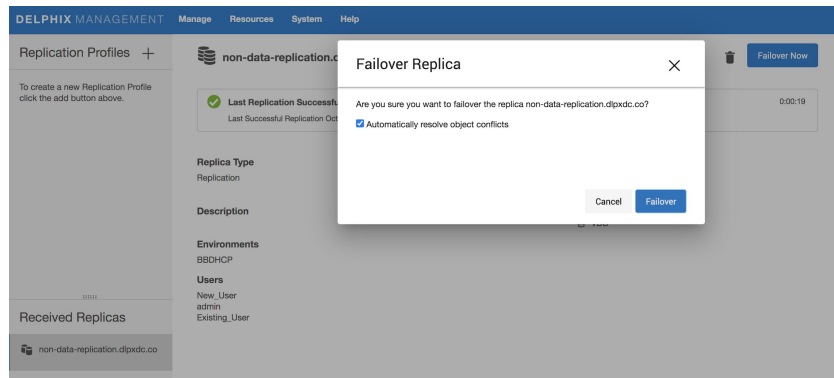 DELPHIX MANAGEMENT Manage Resources System Help
Replication Profiles +
To create a new Replication Profile
click the add button above.
Received Replicas
non-data-replication.dlpxdc.co
non-data-replication.d
Failover Now
Last Replication Successfu
Last Successful Replication Oct
0:00:19
Replica Type
Replication
Description
Environments
BBDHCP
Users
New_User
admin
Existing_User
Failover Replica
Are you sure you want to failover the replica non-data-replication.dlpxdc.co?
Automatically resolve object conflicts
Cancel Failover